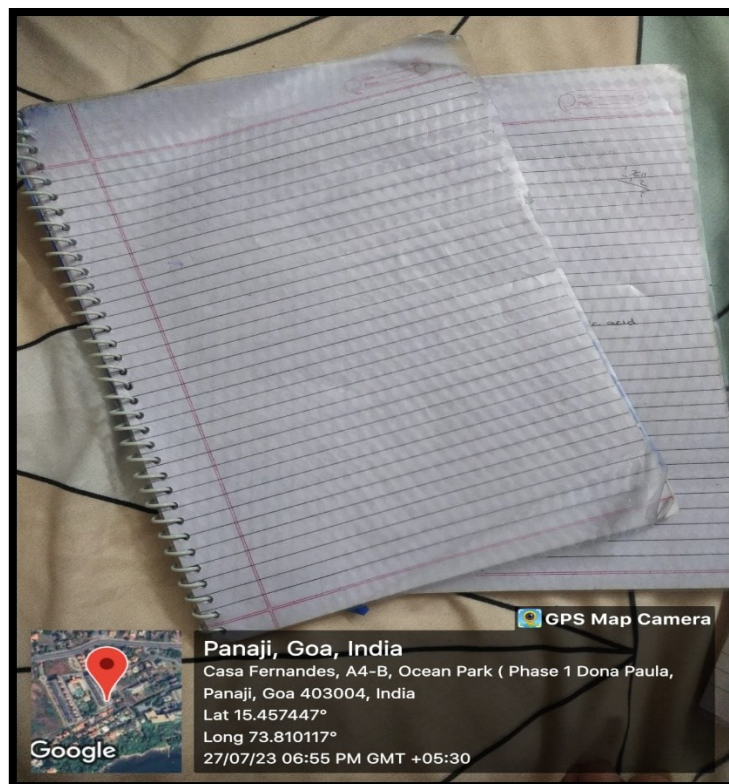 c acid
GPS Map Camera
Panaji, Goa, India
Casa Fernandes, A4-B, Ocean Park ( Phase 1 Dona Paula,
Panaji, Goa 403004, India
Lat 15.457447°
Long 73.810117°
27/07/23 06:55 PM GMT +05:30
Google